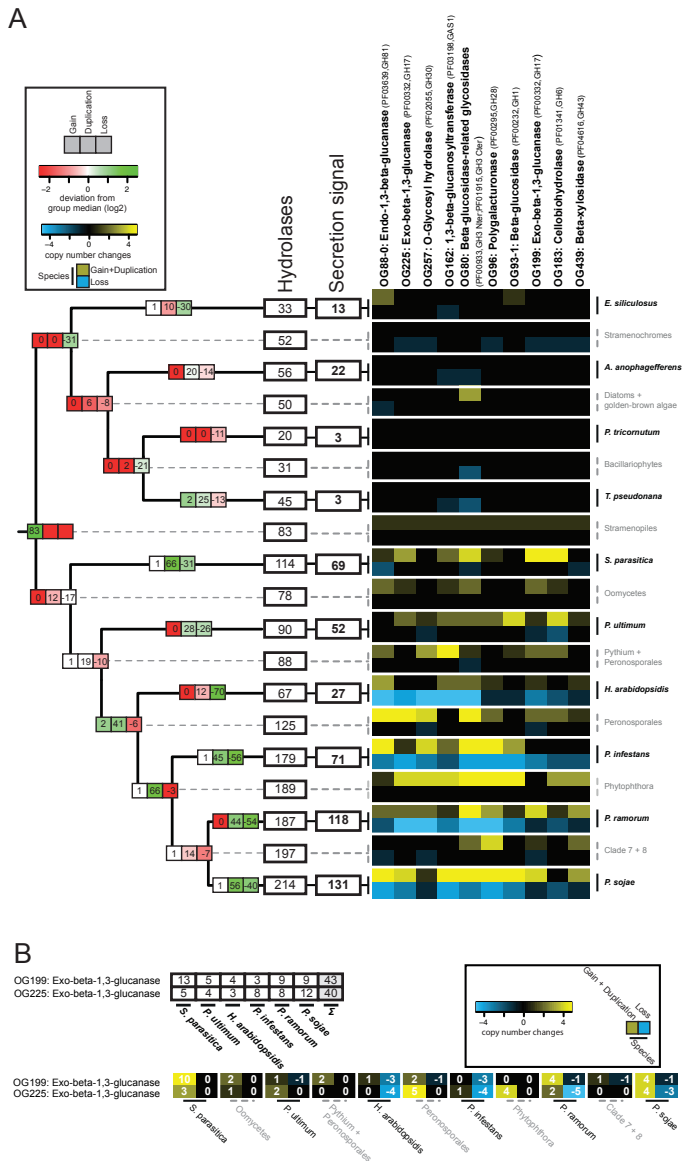 A
Gain
Duplication
Loss
−2 0 2
deviation from
group median (log2)
−4 0 4
copy number changes
Species
Gain+Duplication
Loss
Hydrolases
Secretion signal
OG88-0: Endo-1,3-beta-glucanase (PF03639,GH81)
OG225: Exo-beta-1,3-glucanase (PF00332,GH17)
OG257: O-Glycosyl hydrolase (PF02055,GH30)
OG162: 1,3-beta-glucanosyltransferase (PF03198,GAS1)
OG80: Beta-glucosidase-related glycosidases
(PF00933,GH3 Nter;PF01915,GH3 Cter)
OG96: Polygalacturonase (PF00295,GH28)
OG93-1: Beta-glucosidase (PF00232,GH1)
OG199: Exo-beta-1,3-glucanase (PF00332,GH17)
OG183: Cellobiohydrolase (PF01341,GH6)
OG439: Beta-xylosidase (PF04616,GH43)
1 10 -30 33 13 E. siliculosus
0 0 -31 52 Stramenochromes
0 20 -14 56 22 A. anophagefferens
0 6 -8 50 Diatoms +
golden-brown algae
0 0 -11 20 3 P. tricornutum
0 2 -21 31 Bacillariophytes
2 25 -13 45 3 T. pseudonana
83 83 Stramenopiles
1 66 -31 114 69 S. parasitica
0 12 -17 78 Oomycetes
0 28 -26 90 52 P. ultimum
1 19 -10 88 Pythium +
Peronosporales
0 12 -70 67 27 H. arabidopsidis
2 41 -6 125 Peronosporales
1 45 -56 179 71 P. infestans
1 66 -3 189 Phytophthora
0 44 -54 187 118 P. ramorum
1 14 -7 197 Clade 7 + 8
1 56 -40 214 131 P. sojae
B
OG199: Exo-beta-1,3-glucanase 13 5 4 3 9 9 43
OG225: Exo-beta-1,3-glucanase 5 4 3 8 8 12 40
S. parasitica
P. ultimum
H. arabidopsidis
P. infestans
P. ramorum
P. sojae
Σ
−4 0 4
copy number changes
Gain + Duplication
Loss
Species
OG199: Exo-beta-1,3-glucanase 10 0 2 0 1 -1 2 0 1 -3 2 -1 0 -3 0 0 4 -1 1 -1 4 -1
OG225: Exo-beta-1,3-glucanase 3 0 1 0 2 0 0 0 0 -4 5 0 1 -4 4 0 2 -5 0 0 4 -3
S. parasitica
Oomycetes
P. ultimum
Pythium +
Peronosporales
H. arabidopsidis
Peronosporales
P. infestans
Phytophthora
P. ramorum
Clade 7 + 8
P. sojae